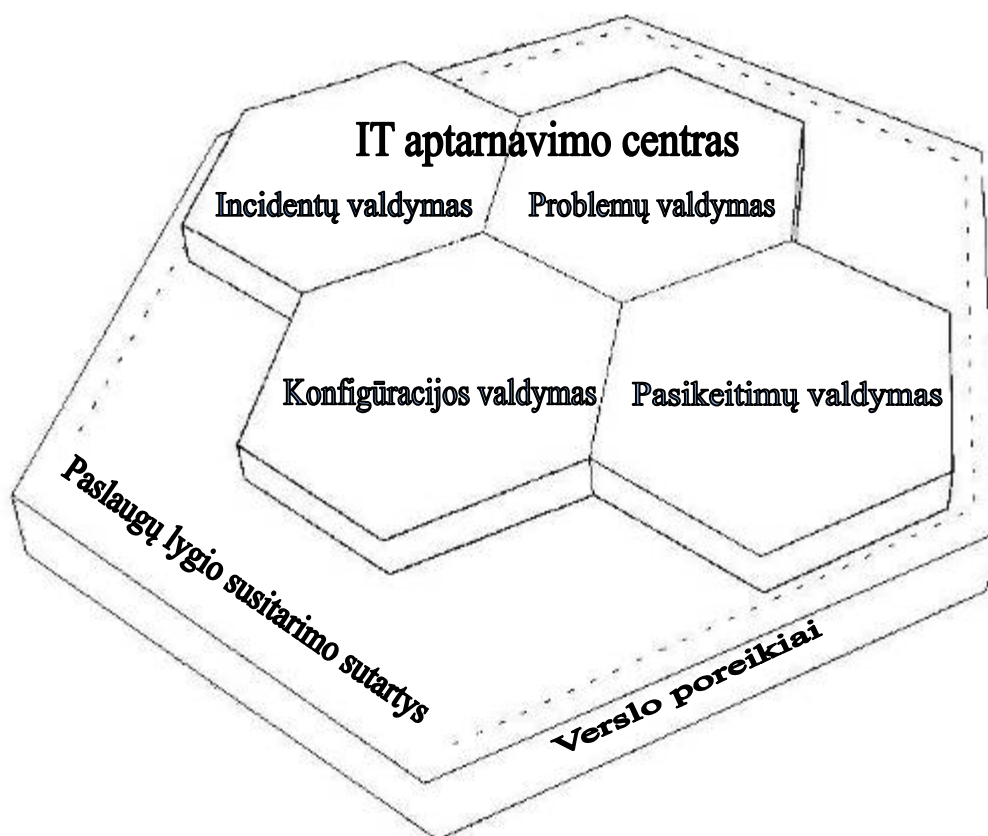 IT aptarnavimo centras
Incidentų valdymas
Problemų valdymas
Konfigūracijos valdymas
Pasikeitimų valdymas
Paslaugų lygio susitarimo sutartys
Verslo poreikiai